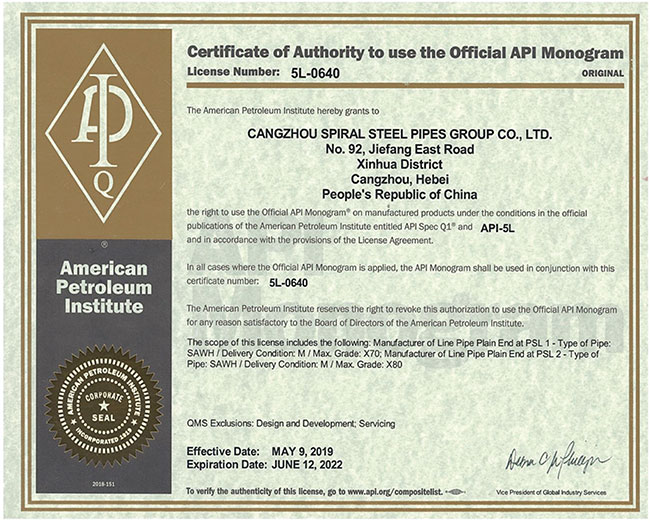 Certificate of Authority to use the Official API Monogram
License Number: 5L-0640
ORIGINAL
The American Petroleum Institute hereby grants to
CANGZHOU SPIRAL STEEL PIPES GROUP CO., LTD.
No. 92, Jiefang East Road
Xinhua District
Cangzhou, Hebei
People's Republic of China
the right to use the Official API Monogram® on manufactured products under the conditions in the official
publications of the American Petroleum Institute entitled API Spec Q1® and API-5L
and in accordance with the provisions of the License Agreement.
In all cases where the Official API Monogram is applied, the API Monogram shall be used in conjunction with this
certificate number: 5L-0640
The American Petroleum Institute reserves the right to revoke this authorization to use the Official API Monogram
for any reason satisfactory to the Board of Directors of the American Petroleum Institute.
The scope of this license includes the following: Manufacturer of Line Pipe Plain End at PSL 1 - Type of Pipe:
SAWH / Delivery Condition: M / Max. Grade: X70; Manufacturer of Line Pipe Plain End at PSL 2 - Type of
Pipe: SAWH / Delivery Condition: M / Max. Grade: X80
QMS Exclusions: Design and Development; Servicing
Effective Date: MAY 9, 2019
Expiration Date: JUNE 12, 2022
To verify the authenticity of this license, go to www.api.org/compositelist.
Vice President of Global Industry Services
API
Q
®
American
Petroleum
Institute
AMERICAN PETROLEUM INSTITUTE
CORPORATE
SEAL
INCORPORATED 1919
2018-151